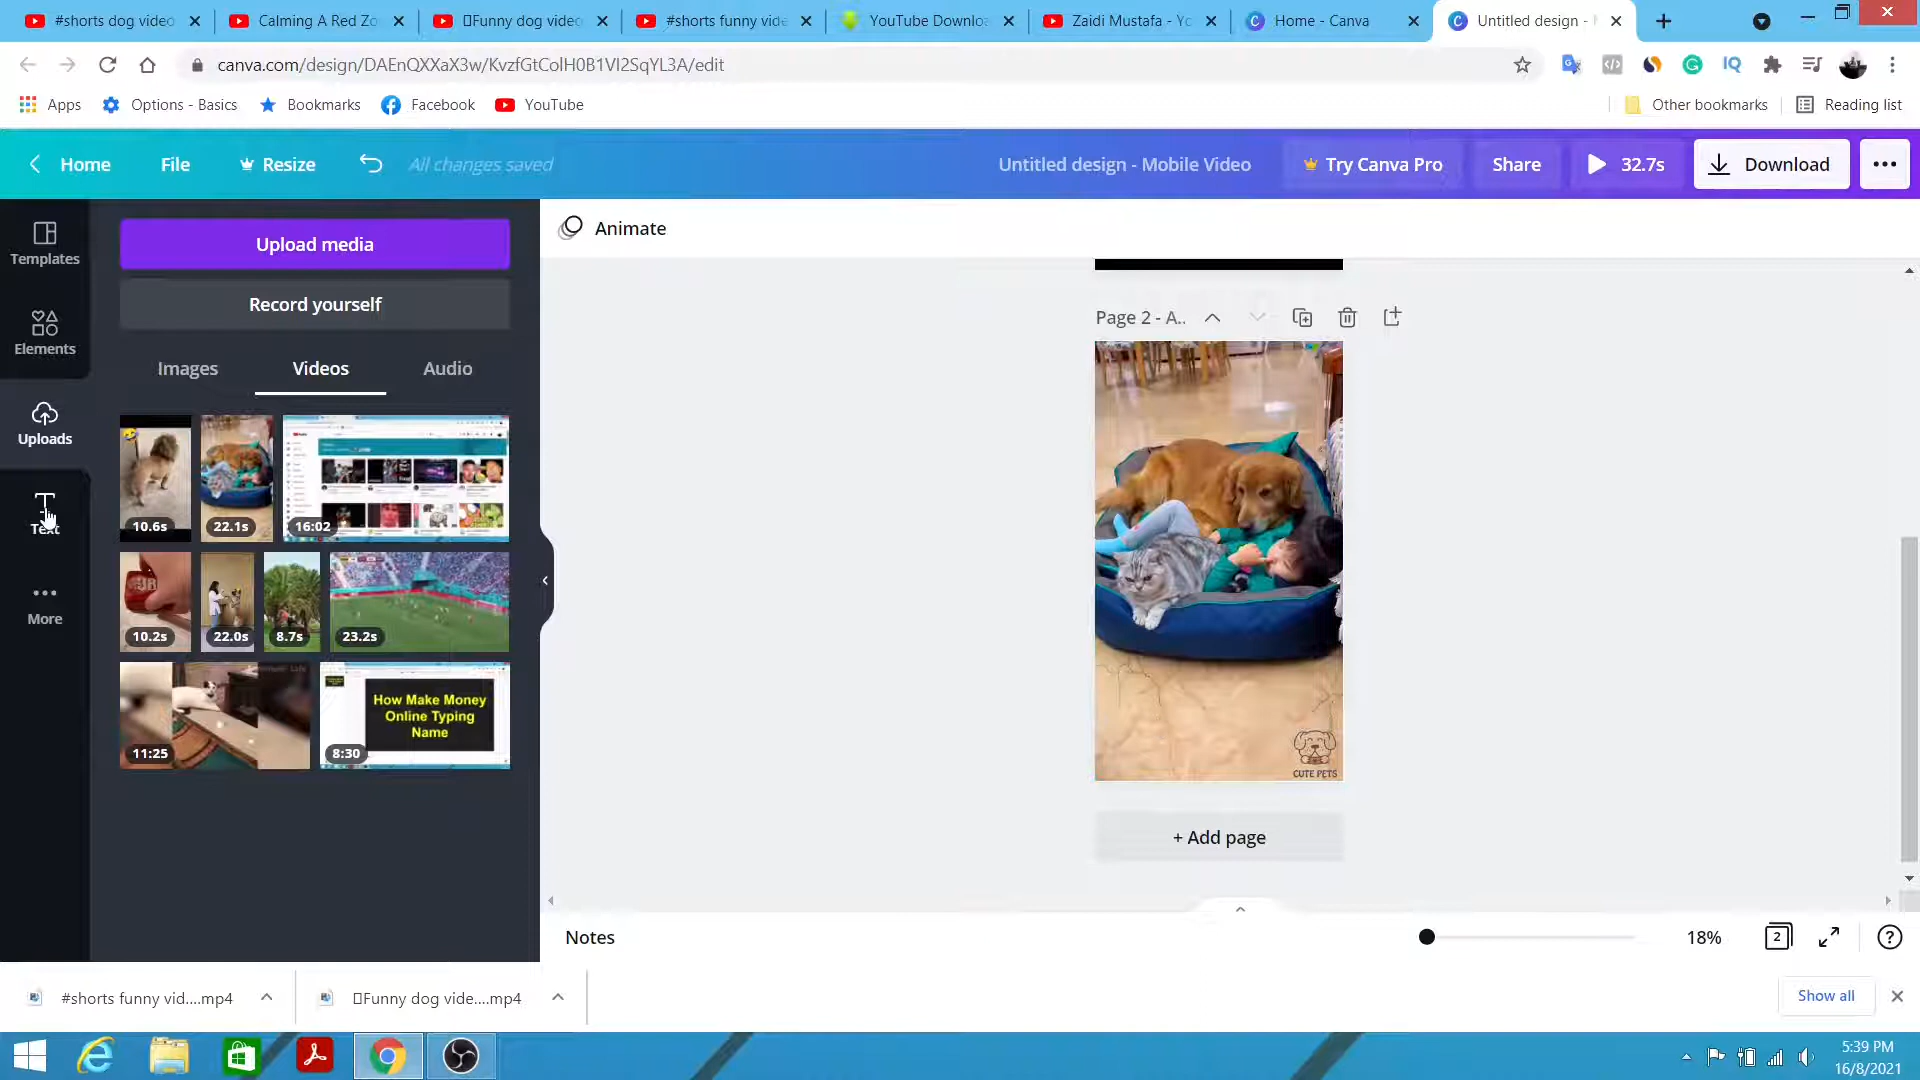 #shorts dog video
Calming A Red Zo
Funny dog vide
#shorts funny vide
YouTube Downlo
Zaidi Mustafa - Yo
Home - Canva
Untitled design -
canva.com/design/DAEnQXXaX3w/KvzfGtColH0B1VI2SqYL3A/edit
IQ
Apps
Options - Basics
Bookmarks
Facebook
YouTube
Other bookmarks
Reading list
Home
File
Resize
All changes saved
Untitled design - Mobile Video
Try Canva Pro
Share
32.7s
Download
Templates
Elements
Uploads
Text
More
Upload media
Record yourself
Images
Videos
Audio
10.6s
22.1s
16:02
10.2s
22.0s
8.7s
23.2s
How Make Money
Online Typing
Name
11:25
8:30
Animate
Page 2 - A..
CUTE PETS
+ Add page
Notes
18%
2
#shorts funny vid....mp4
Funny dog vide....mp4
Show all
5:39 PM
16/8/2021